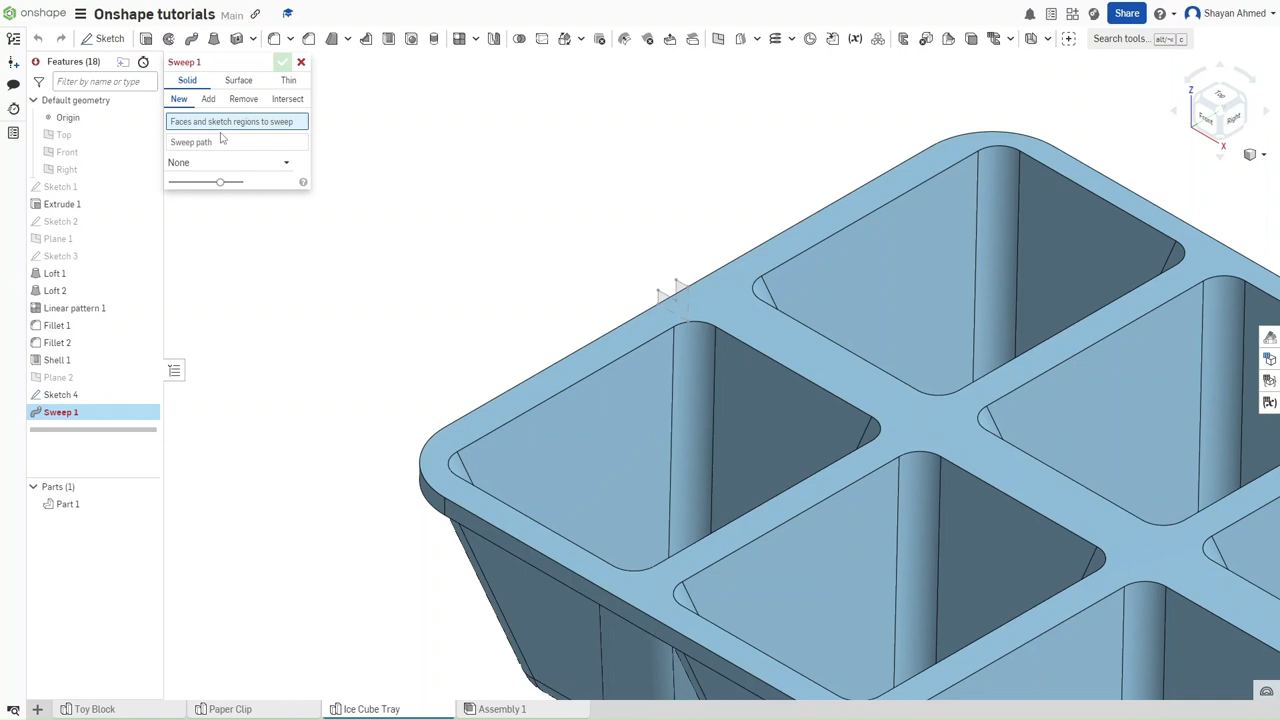 onshape Onshape tutorials Main Share Shayan Ahmed
Sketch Search tools... alt/⌥ c
Features (18) Sweep 1
Filter by name or type Solid Surface Thin
Default geometry New Add Remove Intersect
Origin Faces and sketch regions to sweep
Top Sweep path
Front None
Right
Sketch 1
Extrude 1
Sketch 2
Plane 1
Sketch 3
Loft 1
Loft 2
Linear pattern 1
Fillet 1
Fillet 2
Shell 1
Plane 2
Sketch 4
Sweep 1
Parts (1)
Part 1
Z
Top
Front Right
X
Toy Block Paper Clip Ice Cube Tray Assembly 1